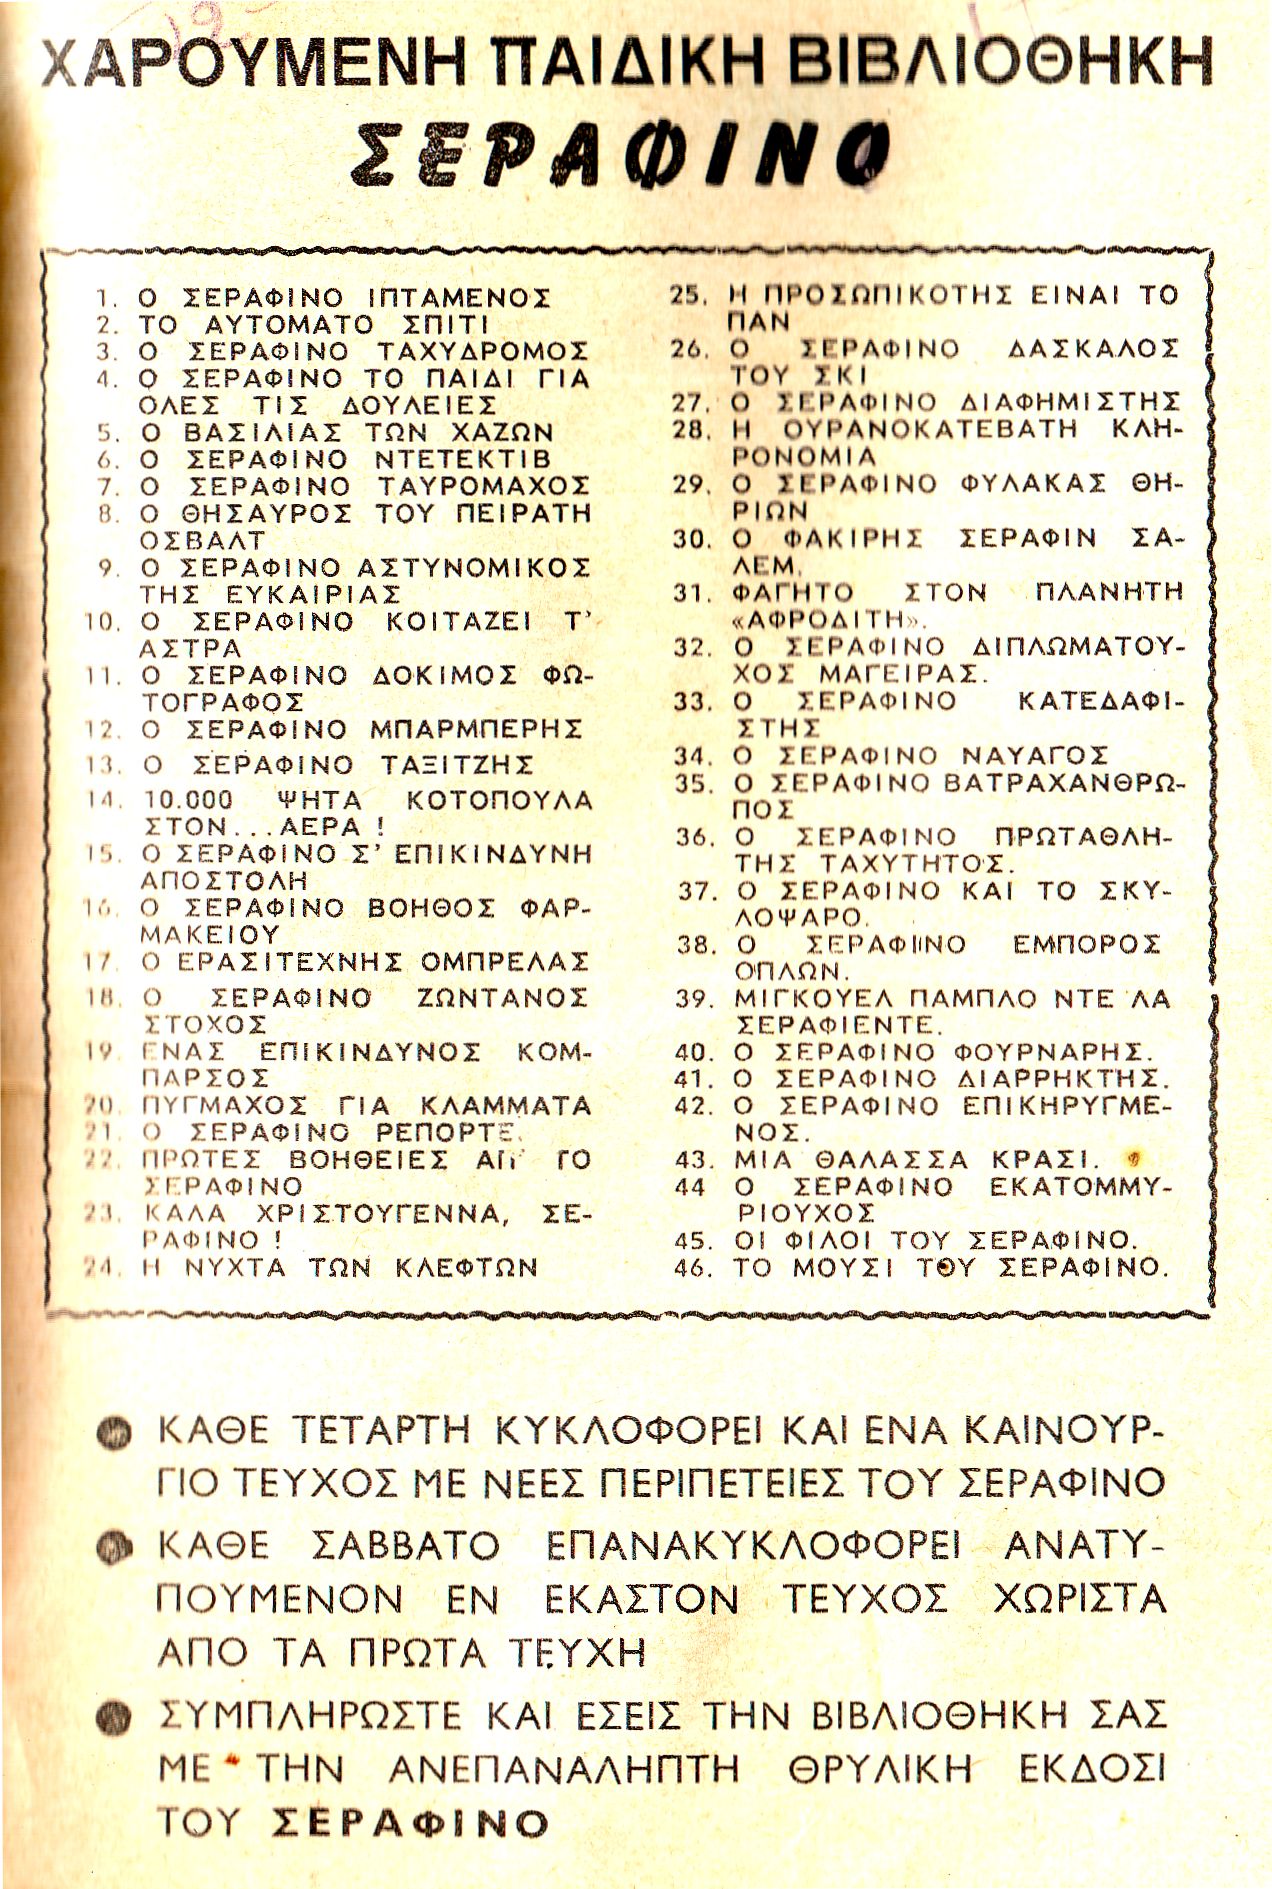 ΧΑΡΟΥΜΕΝΗ ΠΑΙΔΙΚΗ ΒΙΒΛΙΟΘΗΚΗ
ΣΕΡΑΦΙΝΟ
1. Ο ΣΕΡΑΦΙΝΟ ΙΠΤΑΜΕΝΟΣ
2. ΤΟ ΑΥΤΟΜΑΤΟ ΣΠΙΤΙ
3. Ο ΣΕΡΑΦΙΝΟ ΤΑΧΥΔΡΟΜΟΣ
4. Ο ΣΕΡΑΦΙΝΟ ΤΟ ΠΑΙΔΙ ΓΙΑ
ΟΛΕΣ ΤΙΣ ΔΟΥΛΕΙΕΣ
5. Ο ΒΑΣΙΛΙΑΣ ΤΩΝ ΧΑΖΩΝ
6. Ο ΣΕΡΑΦΙΝΟ ΝΤΕΤΕΚΤΙΒ
7. Ο ΣΕΡΑΦΙΝΟ ΤΑΥΡΟΜΑΧΟΣ
8. Ο ΘΗΣΑΥΡΟΣ ΤΟΥ ΠΕΙΡΑΤΗ
ΟΣΒΑΛΤ
9. Ο ΣΕΡΑΦΙΝΟ ΑΣΤΥΝΟΜΙΚΟΣ
ΤΗΣ ΕΥΚΑΙΡΙΑΣ
10. Ο ΣΕΡΑΦΙΝΟ ΚΟΙΤΑΖΕΙ Τ'
ΑΣΤΡΑ
11. Ο ΣΕΡΑΦΙΝΟ ΔΟΚΙΜΟΣ ΦΩ-
ΤΟΓΡΑΦΟΣ
12. Ο ΣΕΡΑΦΙΝΟ ΜΠΑΡΜΠΕΡΗΣ
13. Ο ΣΕΡΑΦΙΝΟ ΤΑΞΙΤΖΗΣ
14. 10.000 ΨΗΤΑ ΚΟΤΟΠΟΥΛΑ
ΣΤΟΝ... ΑΕΡΑ !
15. Ο ΣΕΡΑΦΙΝΟ Σ' ΕΠΙΚΙΝΔΥΝΗ
ΑΠΟΣΤΟΛΗ
16. Ο ΣΕΡΑΦΙΝΟ ΒΟΗΘΟΣ ΦΑΡ-
ΜΑΚΕΙΟΥ
17. Ο ΕΡΑΣΙΤΕΧΝΗΣ ΟΜΠΡΕΛΑΣ
18. Ο ΣΕΡΑΦΙΝΟ ΖΩΝΤΑΝΟΣ
ΣΤΟΧΟΣ
19. ΕΝΑΣ ΕΠΙΚΙΝΔΥΝΟΣ ΚΟΜ-
ΠΑΡΣΟΣ
20. ΠΥΓΜΑΧΟΣ ΓΙΑ ΚΛΑΜΜΑΤΑ
21. Ο ΣΕΡΑΦΙΝΟ ΡΕΠΟΡΤΕ.
22. ΠΡΩΤΕΣ ΒΟΗΘΕΙΕΣ ΑΠ' ΤΟ
ΣΕΡΑΦΙΝΟ
23. ΚΑΛΑ ΧΡΙΣΤΟΥΓΕΝΝΑ, ΣΕ-
ΡΑΦΙΝΟ !
24. Η ΝΥΧΤΑ ΤΩΝ ΚΛΕΦΤΩΝ
25. Η ΠΡΟΣΩΠΙΚΟΤΗΣ ΕΙΝΑΙ ΤΟ
ΠΑΝ
26. Ο ΣΕΡΑΦΙΝΟ ΔΑΣΚΑΛΟΣ
ΤΟΥ ΣΚΙ
27. Ο ΣΕΡΑΦΙΝΟ ΔΙΑΦΗΜΙΣΤΗΣ
28. Η ΟΥΡΑΝΟΚΑΤΕΒΑΤΗ ΚΛΗ-
ΡΟΝΟΜΙΑ
29. Ο ΣΕΡΑΦΙΝΟ ΦΥΛΑΚΑΣ ΘΗ-
ΡΙΩΝ
30. Ο ΦΑΚΙΡΗΣ ΣΕΡΑΦΙΝ ΣΑ-
ΛΕΜ.
31. ΦΑΓΗΤΟ ΣΤΟΝ ΠΛΑΝΗΤΗ
«ΑΦΡΟΔΙΤΗ».
32. Ο ΣΕΡΑΦΙΝΟ ΔΙΠΛΩΜΑΤΟΥ-
ΧΟΣ ΜΑΓΕΙΡΑΣ.
33. Ο ΣΕΡΑΦΙΝΟ ΚΑΤΕΔΑΦΙ-
ΣΤΗΣ
34. Ο ΣΕΡΑΦΙΝΟ ΝΑΥΑΓΟΣ
35. Ο ΣΕΡΑΦΙΝΟ ΒΑΤΡΑΧΑΝΘΡΩ-
ΠΟΣ
36. Ο ΣΕΡΑΦΙΝΟ ΠΡΩΤΑΘΛΗ-
ΤΗΣ ΤΑΧΥΤΗΤΟΣ.
37. Ο ΣΕΡΑΦΙΝΟ ΚΑΙ ΤΟ ΣΚΥ-
ΛΟΨΑΡΟ.
38. Ο ΣΕΡΑΦΙΙΝΟ ΕΜΠΟΡΟΣ
ΟΠΛΩΝ.
39. ΜΙΓΚΟΥΕΛ ΠΑΜΠΛΟ ΝΤΕ ΛΑ
ΣΕΡΑΦΙΕΝΤΕ.
40. Ο ΣΕΡΑΦΙΝΟ ΦΟΥΡΝΑΡΗΣ.
41. Ο ΣΕΡΑΦΙΝΟ ΔΙΑΡΡΗΚΤΗΣ.
42. Ο ΣΕΡΑΦΙΝΟ ΕΠΙΚΗΡΥΓΜΕ-
ΝΟΣ.
43. ΜΙΑ ΘΑΛΑΣΣΑ ΚΡΑΣΙ.
44 Ο ΣΕΡΑΦΙΝΟ ΕΚΑΤΟΜΜΥ-
ΡΙΟΥΧΟΣ
45. ΟΙ ΦΙΛΟΙ ΤΟΥ ΣΕΡΑΦΙΝΟ.
46. ΤΟ ΜΟΥΣΙ ΤΟΥ ΣΕΡΑΦΙΝΟ.
● ΚΑΘΕ ΤΕΤΑΡΤΗ ΚΥΚΛΟΦΟΡΕΙ ΚΑΙ ΕΝΑ ΚΑΙΝΟΥΡ-
ΓΙΟ ΤΕΥΧΟΣ ΜΕ ΝΕΕΣ ΠΕΡΙΠΕΤΕΙΕΣ ΤΟΥ ΣΕΡΑΦΙΝΟ
● ΚΑΘΕ ΣΑΒΒΑΤΟ ΕΠΑΝΑΚΥΚΛΟΦΟΡΕΙ ΑΝΑΤΥ-
ΠΟΥΜΕΝΟΝ ΕΝ ΕΚΑΣΤΟΝ ΤΕΥΧΟΣ ΧΩΡΙΣΤΑ
ΑΠΟ ΤΑ ΠΡΩΤΑ ΤΕΥΧΗ
● ΣΥΜΠΛΗΡΩΣΤΕ ΚΑΙ ΕΣΕΙΣ ΤΗΝ ΒΙΒΛΙΟΘΗΚΗ ΣΑΣ
ΜΕ ΤΗΝ ΑΝΕΠΑΝΑΛΗΠΤΗ ΘΡΥΛΙΚΗ ΕΚΔΟΣΙ
ΤΟΥ ΣΕΡΑΦΙΝΟ